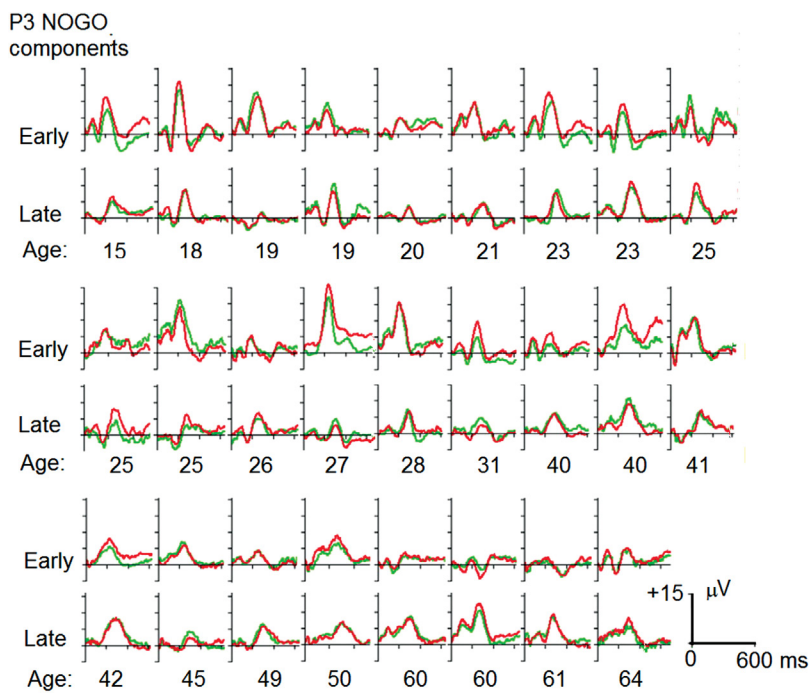 P3 NOGO
components
Early
Late
Age: 15 18 19 19 20 21 23 23 25
Early
Late
Age: 25 25 26 27 28 31 40 40 41
Early
+15 μV
Late
0 600 ms
Age: 42 45 49 50 60 60 61 64